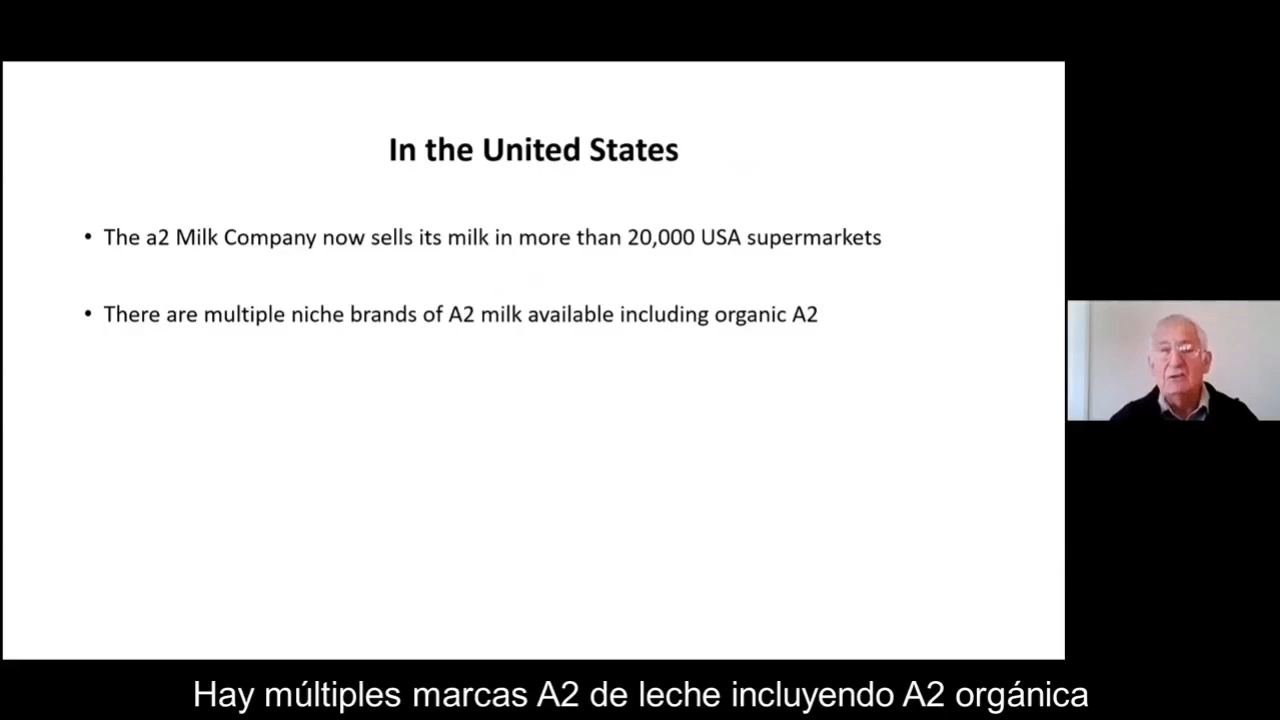 In the United States
• The a2 Milk Company now sells its milk in more than 20,000 USA supermarkets
• There are multiple niche brands of A2 milk available including organic A2
Hay múltiples marcas A2 de leche incluyendo A2 orgánica